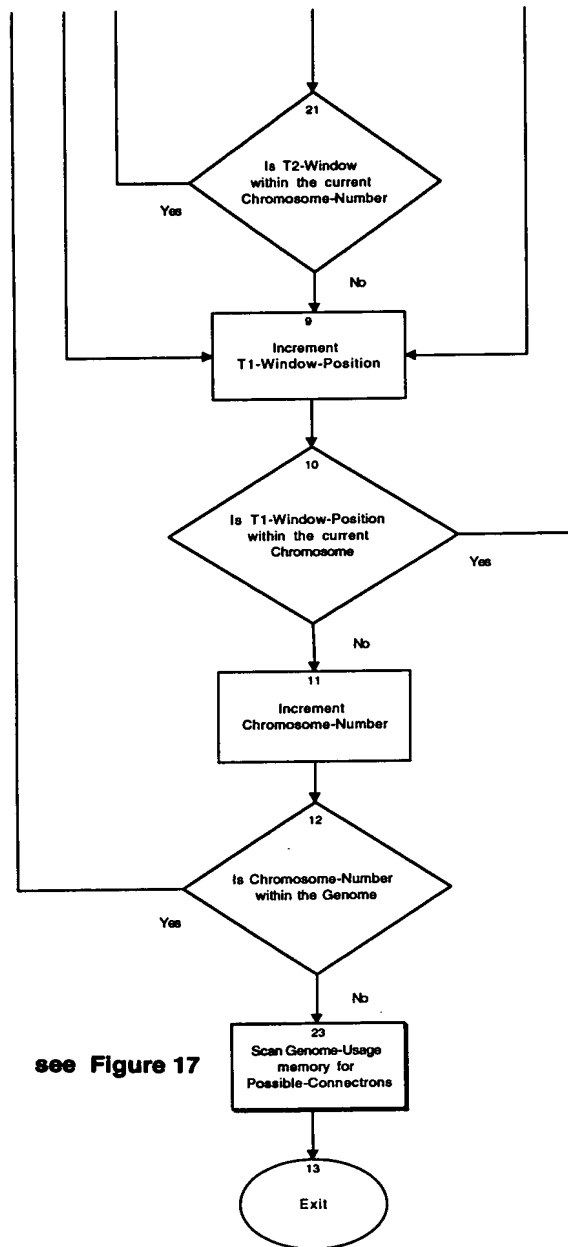 21
Is T2-Window
within the current
Chromosome-Number
Yes
No
9
Increment
T1-Window-Position
10
Is T1-Window-Position
within the current
Chromosome
Yes
No
11
Increment
Chromosome-Number
12
Is Chromosome-Number
within the Genome
Yes
No
see Figure 17
23
Scan Genome-Usage
memory for
Possible-Connectrons
13
Exit